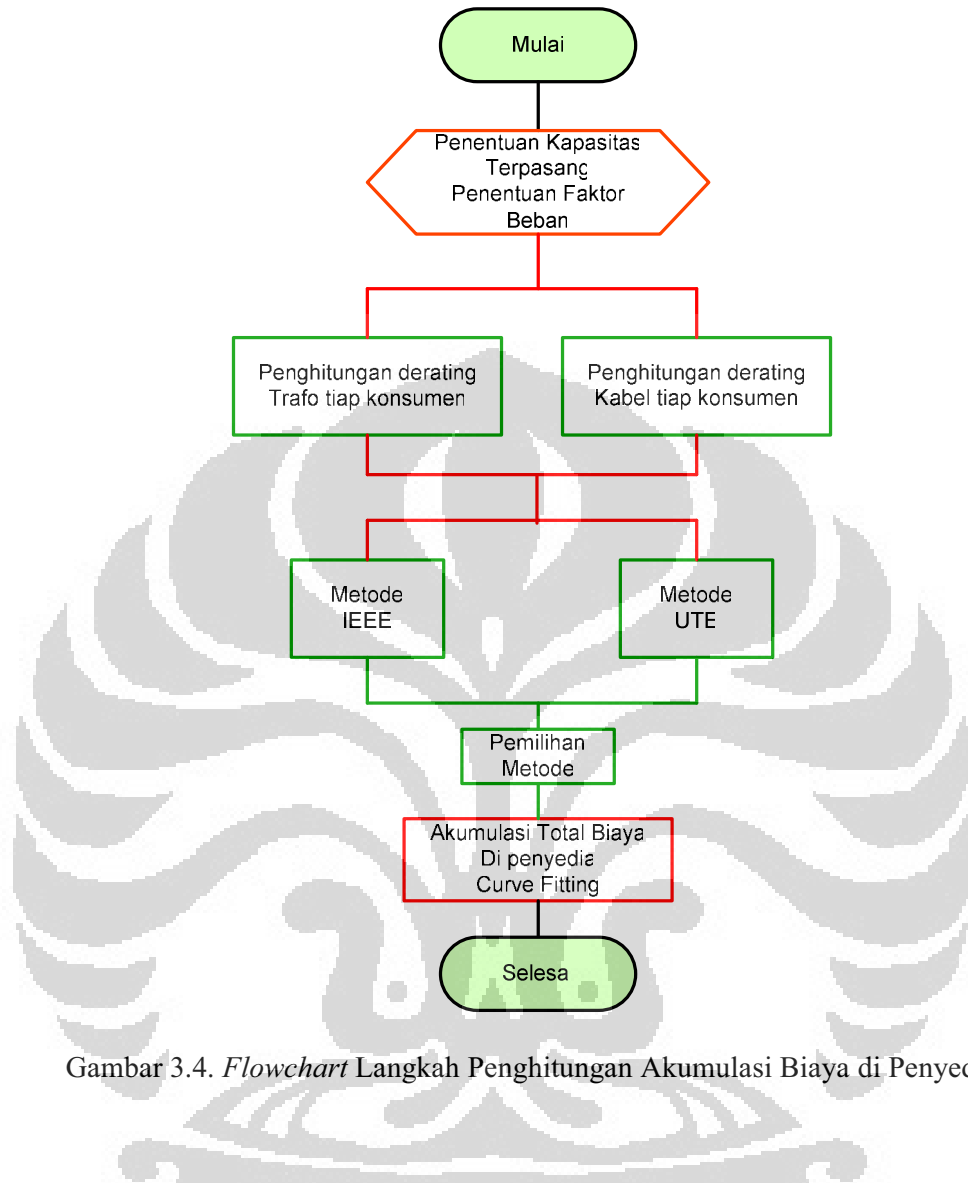 Mulai
Penentuan Kapasitas
Terpasang
Penentuan Faktor
Beban
Penghitungan derating
Trafo tiap konsumen
Penghitungan derating
Kabel tiap konsumen
Metode
IEEE
Metode
UTE
Pemilihan
Metode
Akumulasi Total Biaya
Di penyedia
Curve Fitting
Selesa
Gambar 3.4. Flowchart Langkah Penghitungan Akumulasi Biaya di Penyed